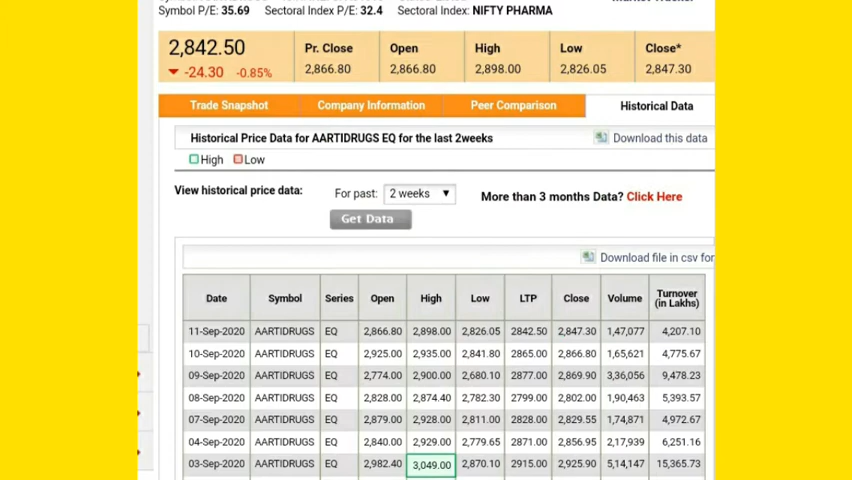 Symbol P/E: 35.69 Sectoral Index P/E: 32.4 Sectoral Index: NIFTY PHARMA
2,842.50 Pr. Close Open High Low Close*
-24.30 -0.85% 2,866.80 2,866.80 2,898.00 2,826.05 2,847.30
Trade Snapshot Company Information Peer Comparison Historical Data
Historical Price Data for AARTIDRUGS EQ for the last 2weeks Download this data
High Low
View historical price data: For past: 2 weeks More than 3 months Data? Click Here
Get Data
Download file in csv for
Date Symbol Series Open High Low LTP Close Volume Turnover (in Lakhs)
11-Sep-2020 AARTIDRUGS EQ 2,866.80 2,898.00 2,826.05 2842.50 2,847.30 1,47,077 4,207.10
10-Sep-2020 AARTIDRUGS EQ 2,925.00 2,935.00 2,841.80 2865.00 2,866.80 1,65,621 4,775.67
09-Sep-2020 AARTIDRUGS EQ 2,774.00 2,900.00 2,680.10 2877.00 2,869.90 3,36,056 9,478.23
08-Sep-2020 AARTIDRUGS EQ 2,828.00 2,874.40 2,782.30 2799.00 2,802.00 1,90,463 5,393.57
07-Sep-2020 AARTIDRUGS EQ 2,879.00 2,928.00 2,811.00 2828.00 2,829.55 1,74,871 4,972.67
04-Sep-2020 AARTIDRUGS EQ 2,840.00 2,929.00 2,779.65 2871.00 2,856.95 2,17,939 6,251.16
03-Sep-2020 AARTIDRUGS EQ 2,982.40 3,049.00 2,870.10 2915.00 2,925.90 5,14,147 15,365.73